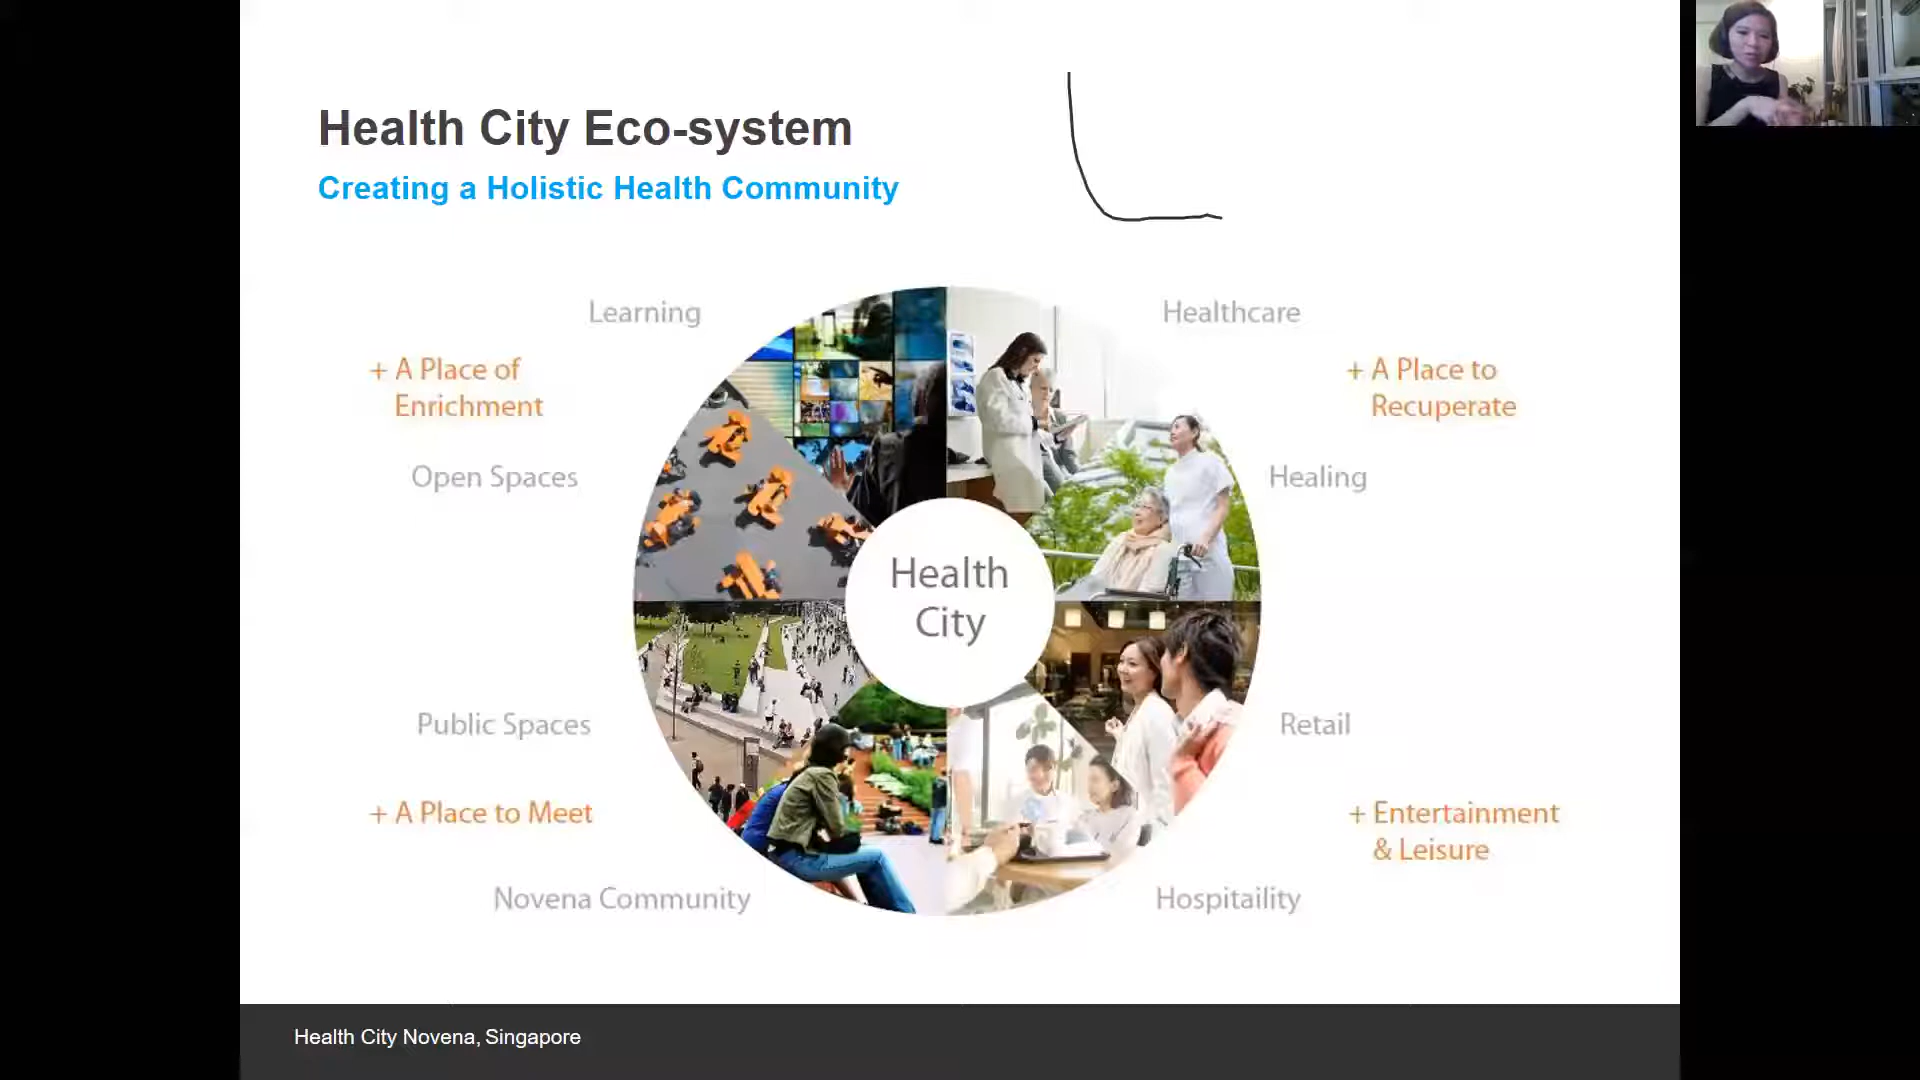 Health City Eco-system
Creating a Holistic Health Community
Learning
Healthcare
+ A Place of
Enrichment
+ A Place to
Recuperate
Open Spaces
Healing
Health
City
Public Spaces
Retail
+ A Place to Meet
+ Entertainment
& Leisure
Novena Community
Hospitaility
Health City Novena, Singapore